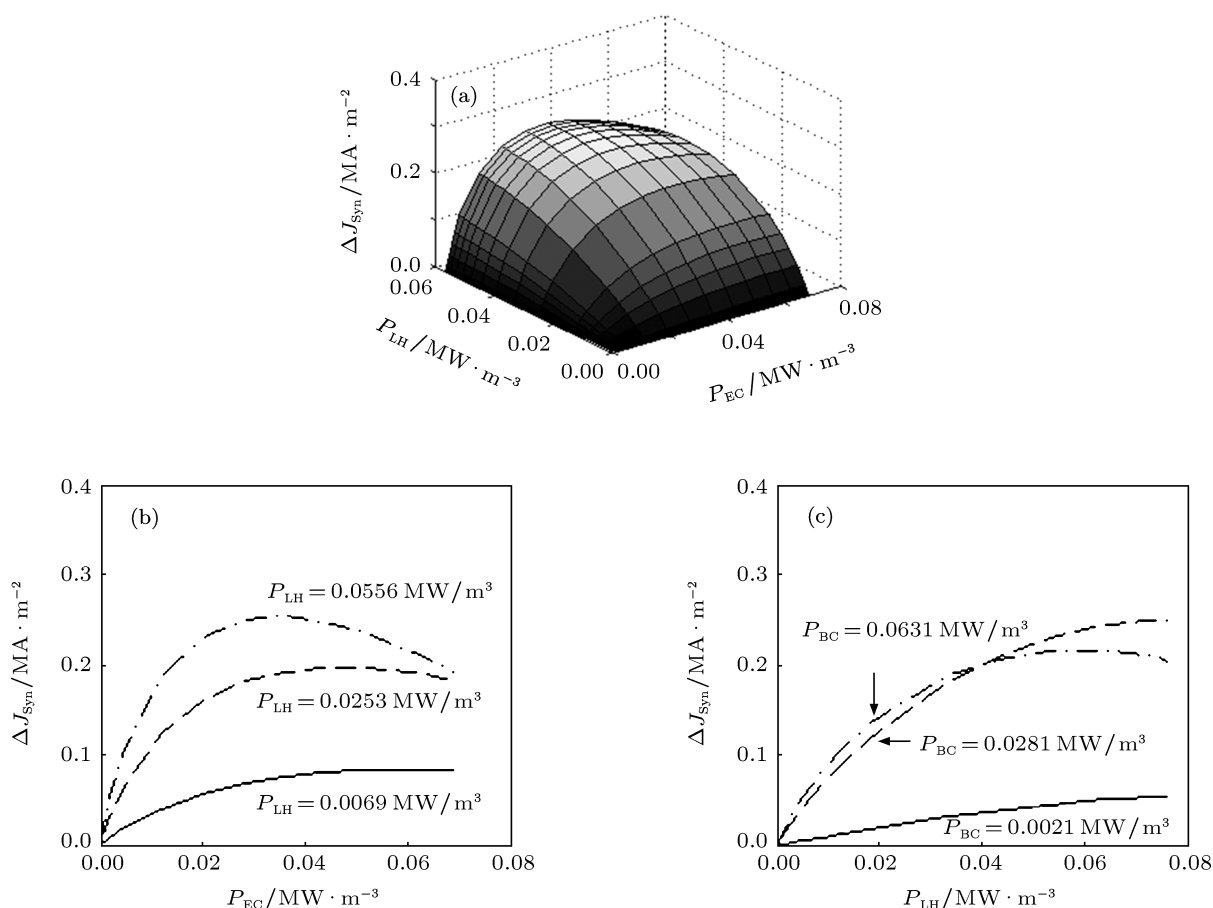 (a)
ΔJ_Syn/MA·m⁻²
0.4
0.2
0.0
0.06
0.04
0.02
0.00
P_LH/MW·m⁻³
0.00
0.04
0.08
P_EC/MW·m⁻³
(b)
ΔJ_Syn/MA·m⁻²
0.4
0.3
0.2
0.1
0.0
P_LH=0.0556 MW/m³
P_LH=0.0253 MW/m³
P_LH=0.0069 MW/m³
0.00 0.02 0.04 0.06 0.08
P_EC/MW·m⁻³
(c)
ΔJ_Syn/MA·m⁻²
0.4
0.3
0.2
0.1
0.0
P_BC=0.0631 MW/m³
P_BC=0.0281 MW/m³
P_BC=0.0021 MW/m³
0.00 0.02 0.04 0.06 0.08
P_LH/MW·m⁻³